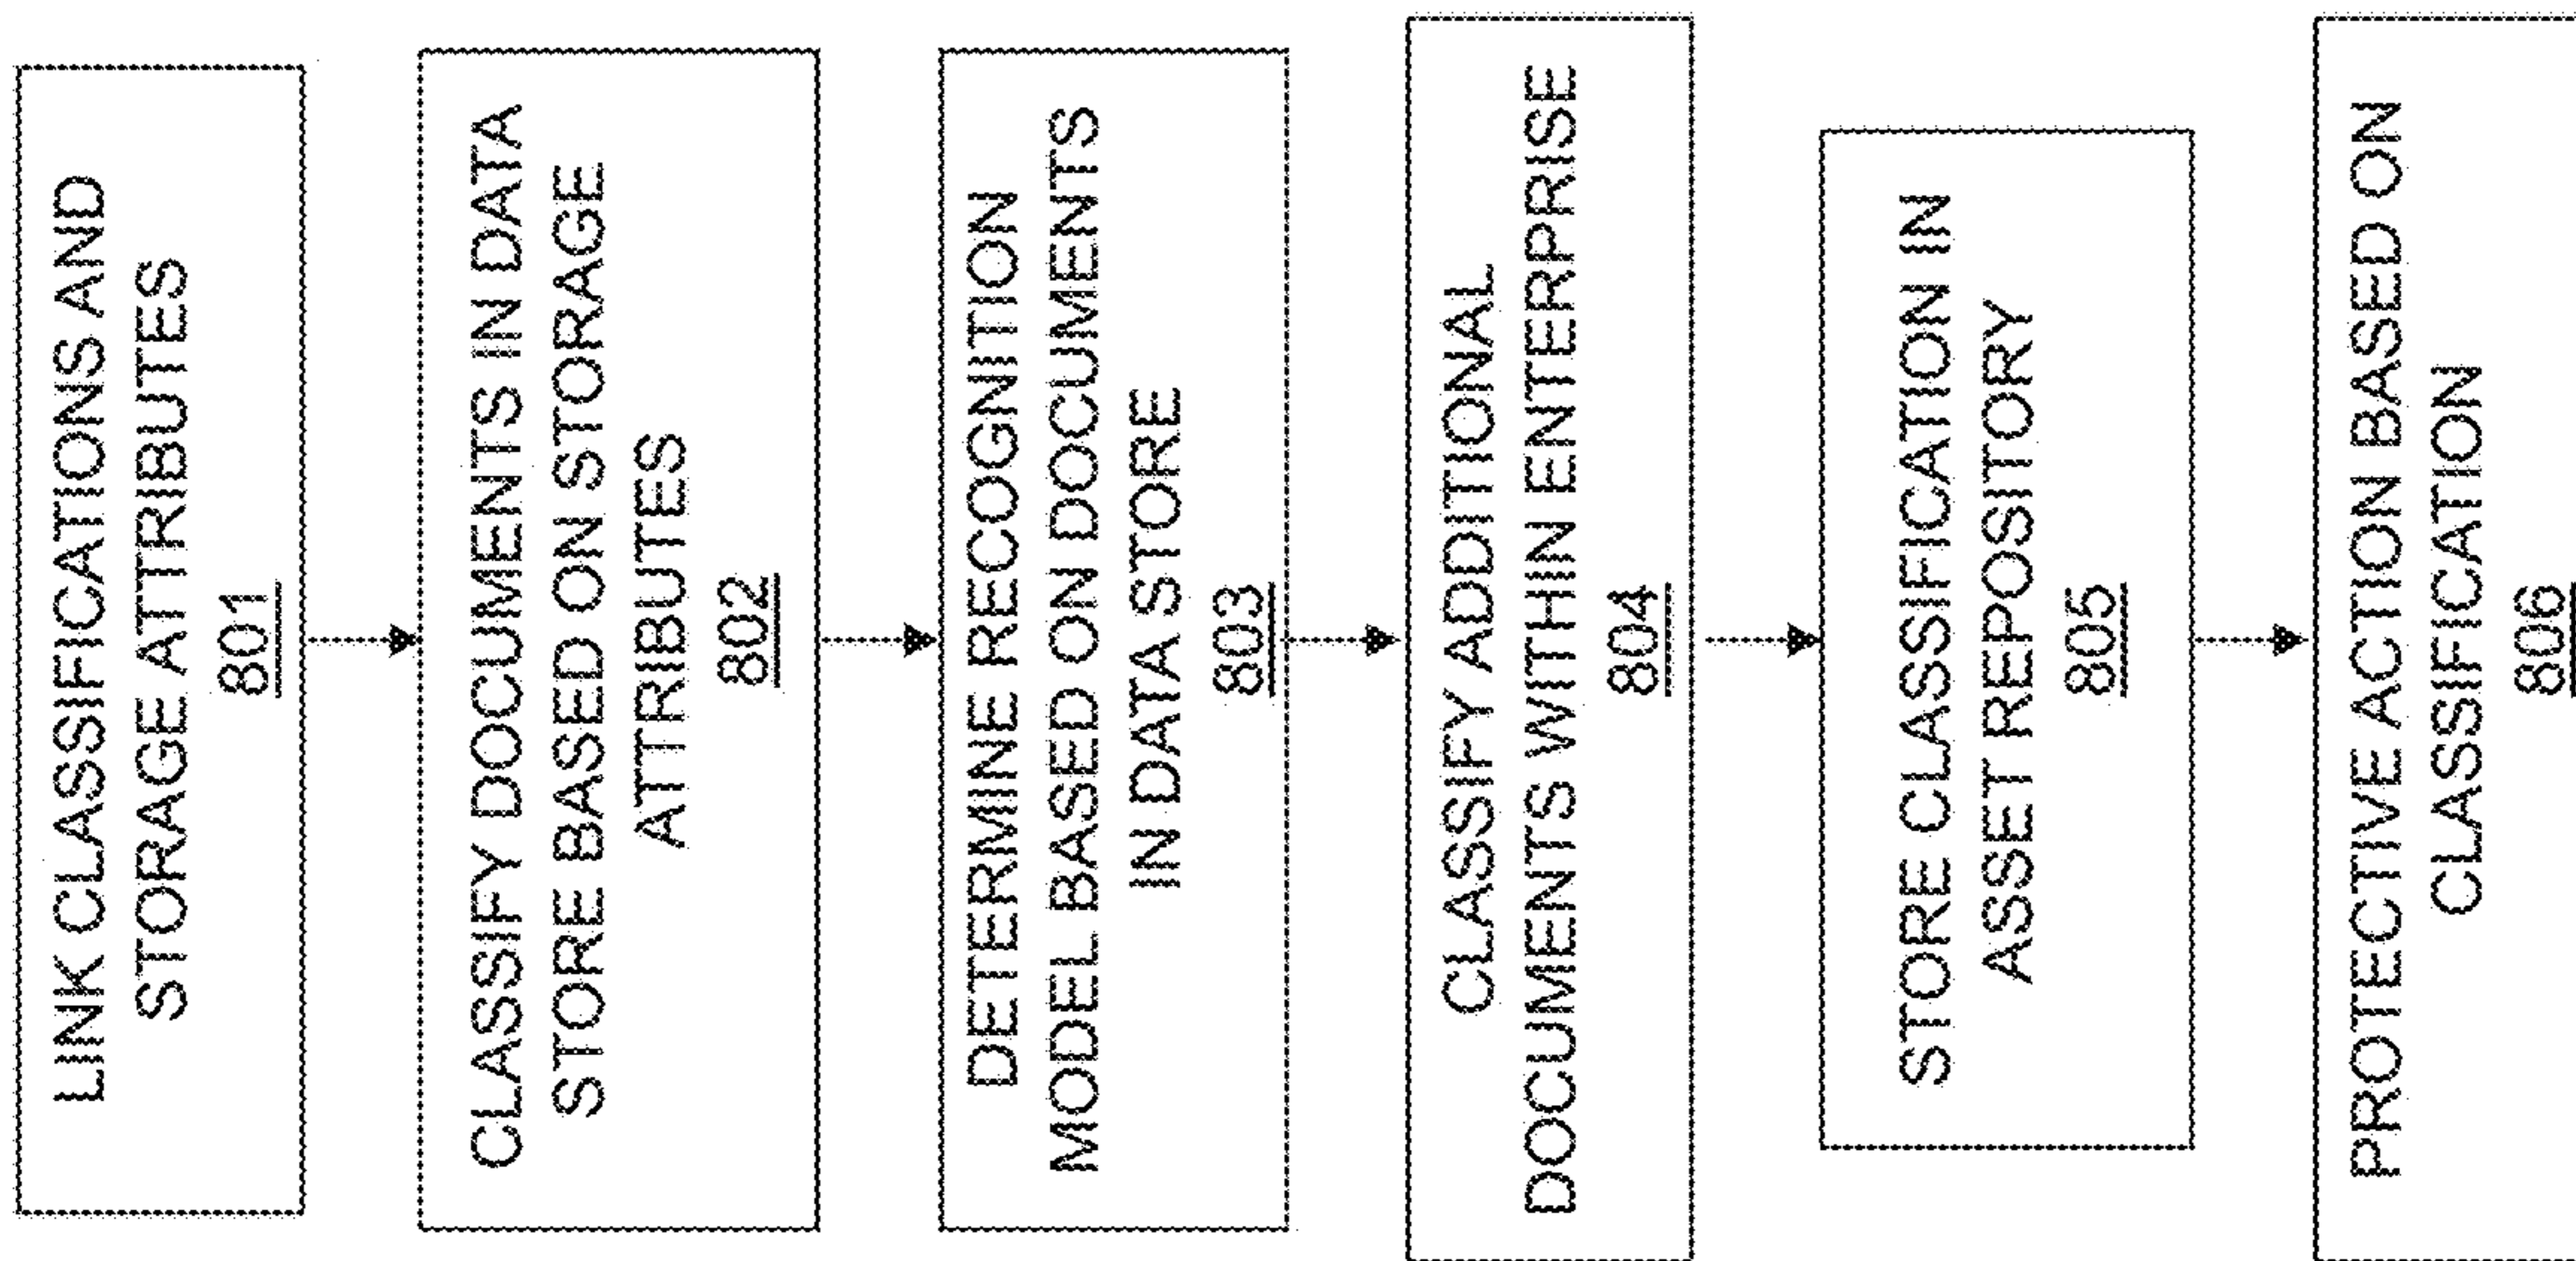 LINK CLASSIFICATIONS AND
STORAGE ATTRIBUTES
801
CLASSIFY DOCUMENTS IN DATA
STORE BASED ON STORAGE
ATTRIBUTES
802
DETERMINE RECOGNITION
MODEL BASED ON DOCUMENTS
IN DATA STORE
803
CLASSIFY ADDITIONAL
DOCUMENTS WITHIN ENTERPRISE
804
STORE CLASSIFICATION IN
ASSET REPOSITORY
805
PROTECTIVE ACTION BASED ON
CLASSIFICATION
806